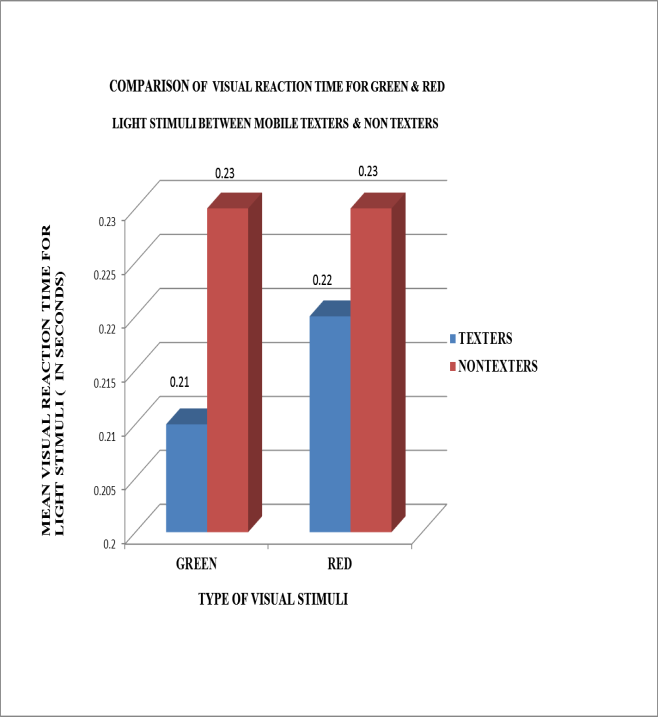 COMPARISON OF VISUAL REACTION TIME FOR GREEN & RED
LIGHT STIMULI BETWEEN MOBILE TEXTERS & NON TEXTERS
MEAN VISUAL REACTION TIME FOR
LIGHT STIMULI ( IN SECONDS)
0.23
0.225
0.22
0.215
0.21
0.205
0.2
0.21
0.23
0.22
0.23
GREEN
RED
TYPE OF VISUAL STIMULI
TEXTERS
NONTEXTERS